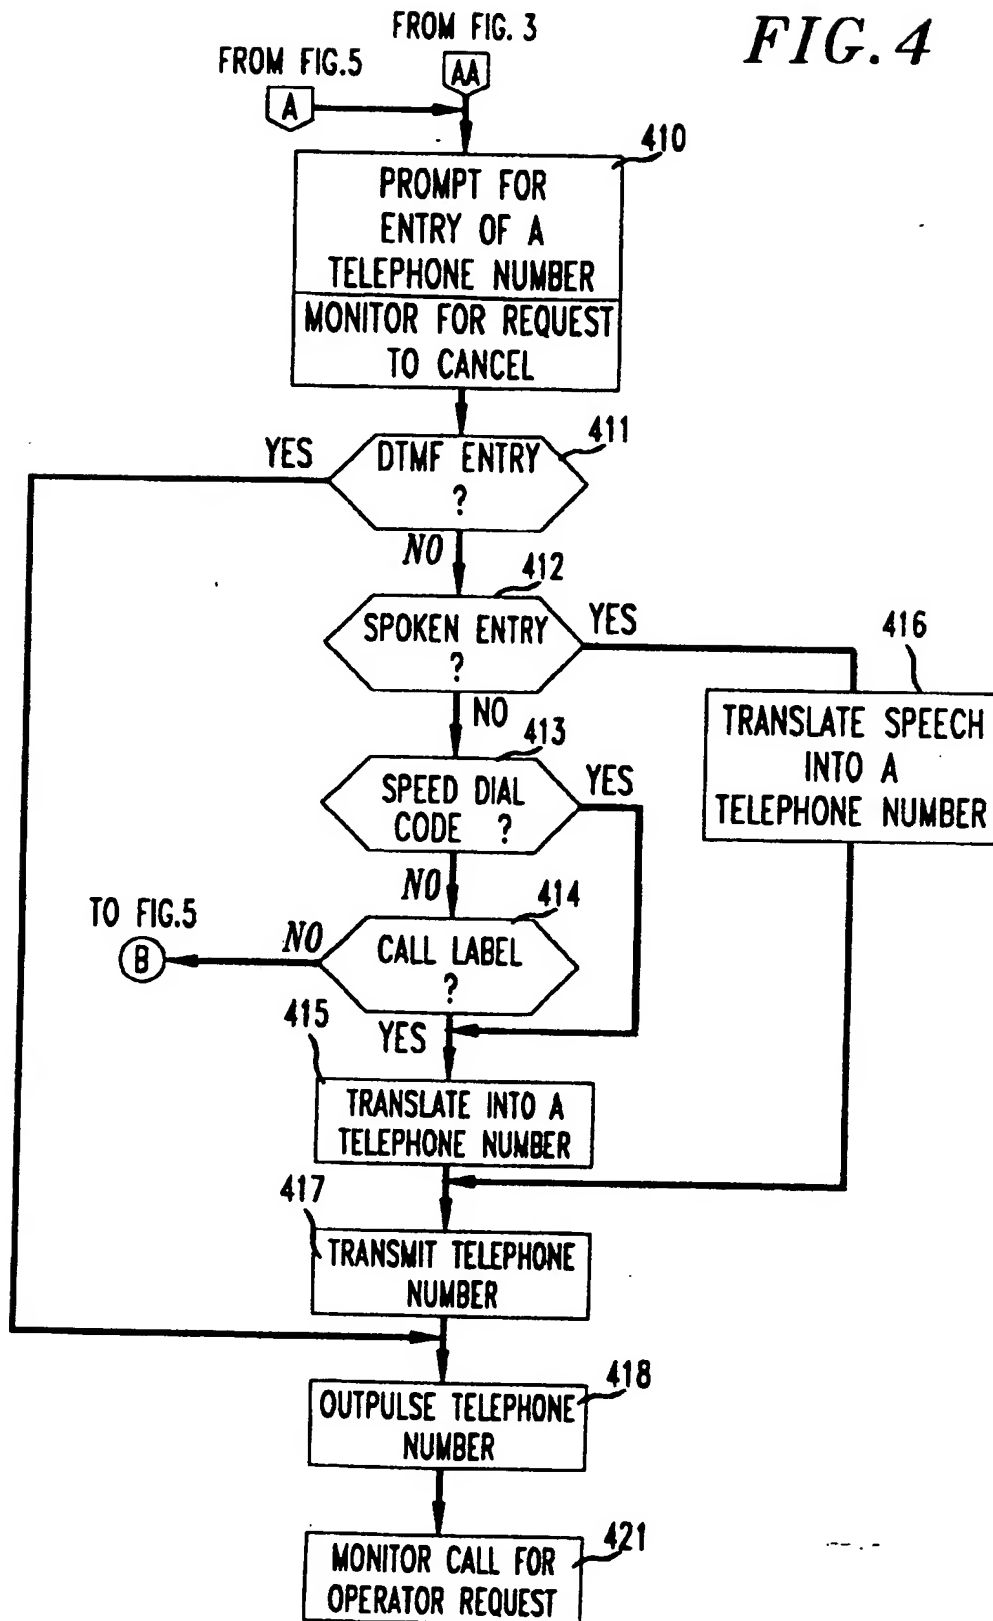 FROM FIG. 3
FIG. 4
FROM FIG.5
AA
A
410
PROMPT FOR
ENTRY OF A
TELEPHONE NUMBER
MONITOR FOR REQUEST
TO CANCEL
411
YES
DTMF ENTRY
?
NO
412
SPOKEN ENTRY
?
YES
416
TRANSLATE SPEECH
INTO A
TELEPHONE NUMBER
NO
413
SPEED DIAL
CODE ?
YES
NO
414
TO FIG.5
B
NO
CALL LABEL
?
415
YES
TRANSLATE INTO A
TELEPHONE NUMBER
417
TRANSMIT TELEPHONE
NUMBER
418
OUTPULSE TELEPHONE
NUMBER
421
MONITOR CALL FOR
OPERATOR REQUEST